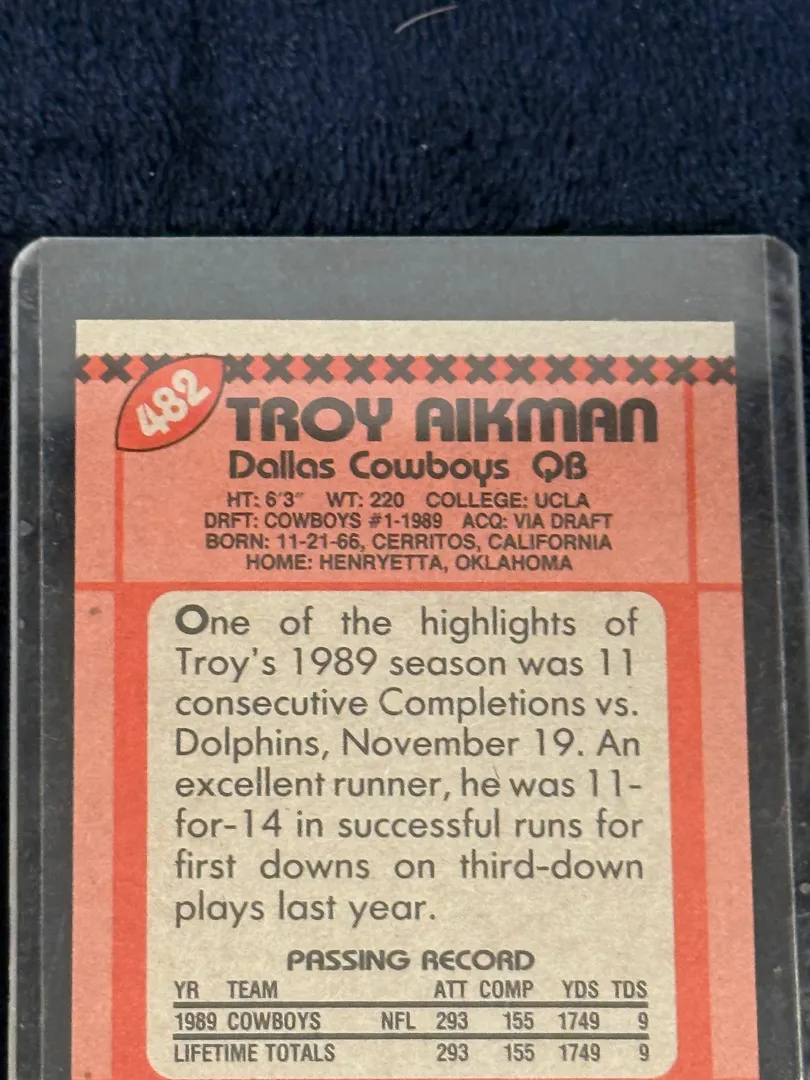 482
TROY AIKMAN
Dallas Cowboys QB
HT: 6'3" WT: 220 COLLEGE: UCLA
DRFT: COWBOYS #1-1989 ACQ: VIA DRAFT
BORN: 11-21-66, CERRITOS, CALIFORNIA
HOME: HENRYETTA, OKLAHOMA
One of the highlights of
Troy's 1989 season was 11
consecutive Completions vs.
Dolphins, November 19. An
excellent runner, he was 11-
for-14 in successful runs for
first downs on third-down
plays last year.
PASSING RECORD
YR TEAM ATT COMP YDS TDS
1989 COWBOYS NFL 293 155 1749 9
LIFETIME TOTALS 293 155 1749 9